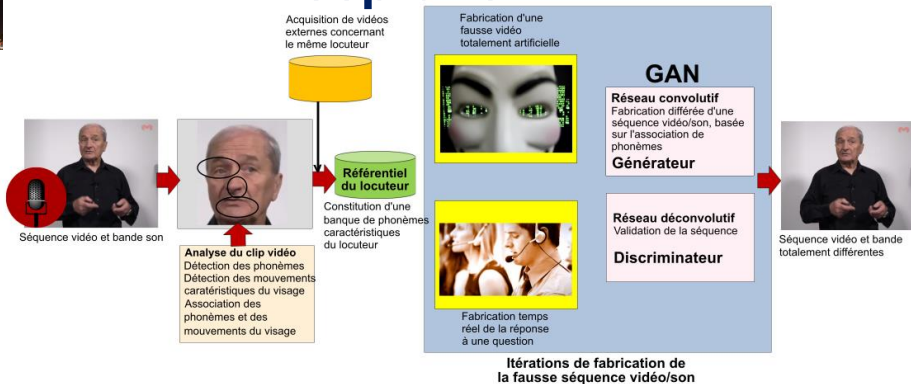 Acquisition de vidéos
externes concernant
le même locuteur
Séquence vidéo et bande son
Analyse du clip vidéo
Détection des phonèmes
Détection des mouvements
caratéristiques du visage
Association des
phonèmes et des
mouvements du visage
Référentiel
du locuteur
Constitution d'une
banque de phonèmes
caractéristiques
du locuteur
Fabrication d'une
fausse vidéo
totalement artificielle
Fabrication temps
réel de la réponse
à une question
GAN
Réseau convolutif
Fabrication différée d'une
séquence vidéo/son, basée
sur l'association de
phonèmes
Générateur
Réseau déconvolutif
Validation de la séquence
Discriminateur
Itérations de fabrication de
la fausse séquence vidéo/son
Séquence vidéo et bande
totalement différentes